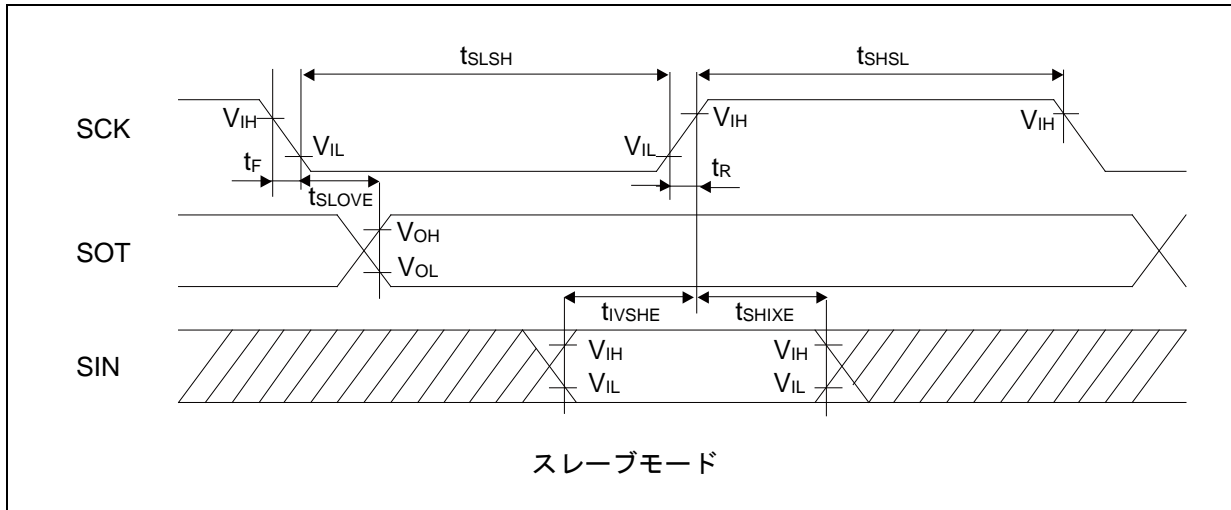 tSLSH
tSHSL
SCK
VIH
VIL
VIL
VIH
VIH
tF
tSLOVE
tR
SOT
VOH
VOL
tIVSHE
tSHIXE
SIN
VIH
VIL
VIH
VIL
スレーブモード